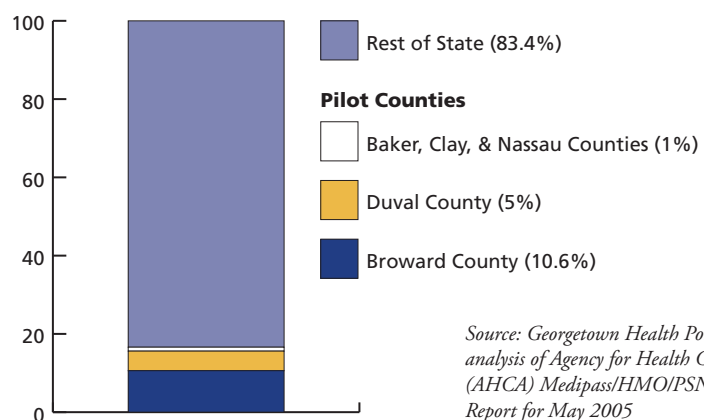 100
80
60
40
20
0
Rest of State (83.4%)
Pilot Counties
Baker, Clay, & Nassau Counties (1%)
Duval County (5%)
Broward County (10.6%)
Source: Georgetown Health
analysis of Agency for Health
(AHCA) Medipass/HMO/PSN
Report for May 2005